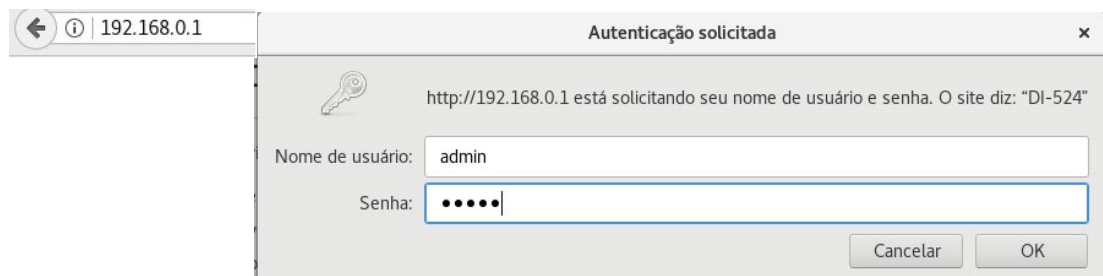 192.168.0.1
Autenticação solicitada
http://192.168.0.1 está solicitando seu nome de usuário e senha. O site diz: “DI-524”
Nome de usuário: admin
Senha: •••••
Cancelar OK